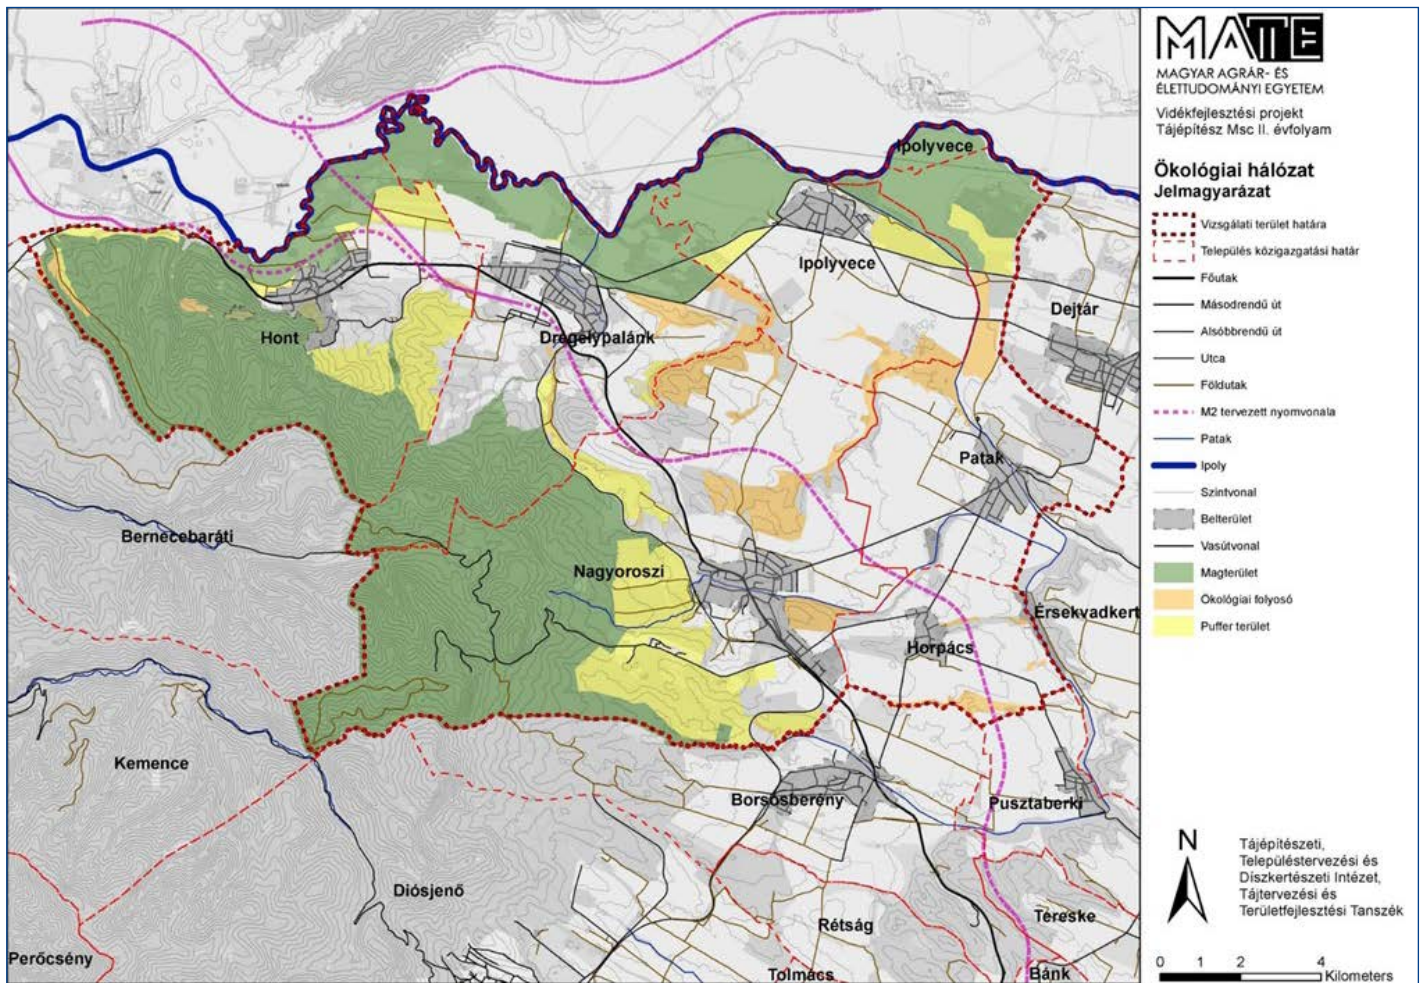 Ipolyvece
Ipolyvece
Dejtár
Hont
Drégelypalánk
Patak
Bernecebaráti
Nagyoroszi
Érsekvadkert
Horpács
Kemence
Borsosberény
Pusztaberki
Diósjenő
Rétság
Tereske
Perőcsény
Tolmács
Bánk
MATE
MAGYAR AGRÁR- ÉS
ÉLETTUDOMÁNYI EGYETEM
Vidékfejlesztési projekt
Tájépítész Msc II. évfolyam
Ökológiai hálózat
Jelmagyarázat
Vizsgálati terület határa
Település közigazgatási határ
Főutak
Másodrendű út
Alsóbbrendű út
Utca
Földutak
M2 tervezett nyomvonala
Patak
Ipoly
Szintvonal
Belterület
Vasútvonal
Magterület
Ökológiai folyosó
Puffer terület
N
Tájépítészeti,
Településtervezési és
Díszkertészeti Intézet,
Tájtervezési és
Területfejlesztési Tanszék
0 1 2 4
Kilometers